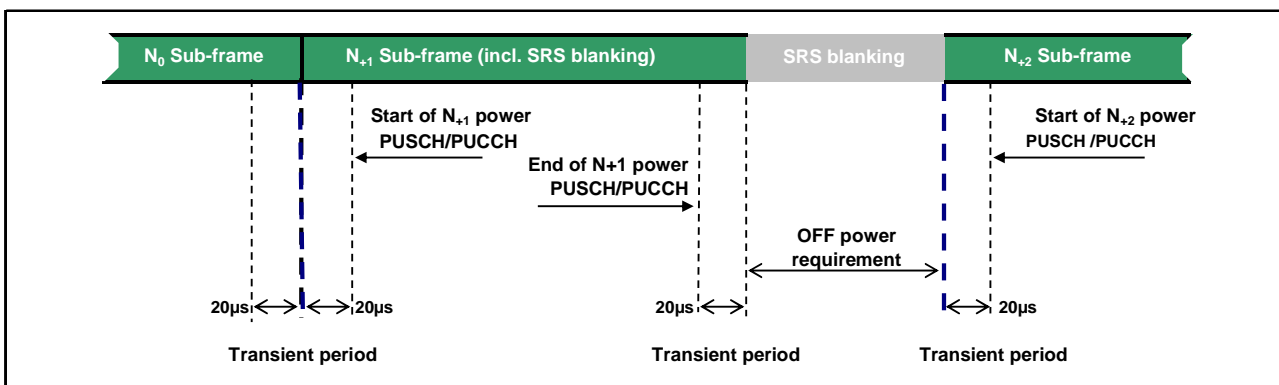 N₀ Sub-frame
N₊₁ Sub-frame (incl. SRS blanking)
SRS blanking
N₊₂ Sub-frame
Start of N₊₁ power
PUSCH/PUCCH
End of N+1 power
PUSCH/PUCCH
Start of N₊₂ power
PUSCH /PUCCH
OFF power
requirement
20µs
20µs
20µs
20µs
Transient period
Transient period
Transient period